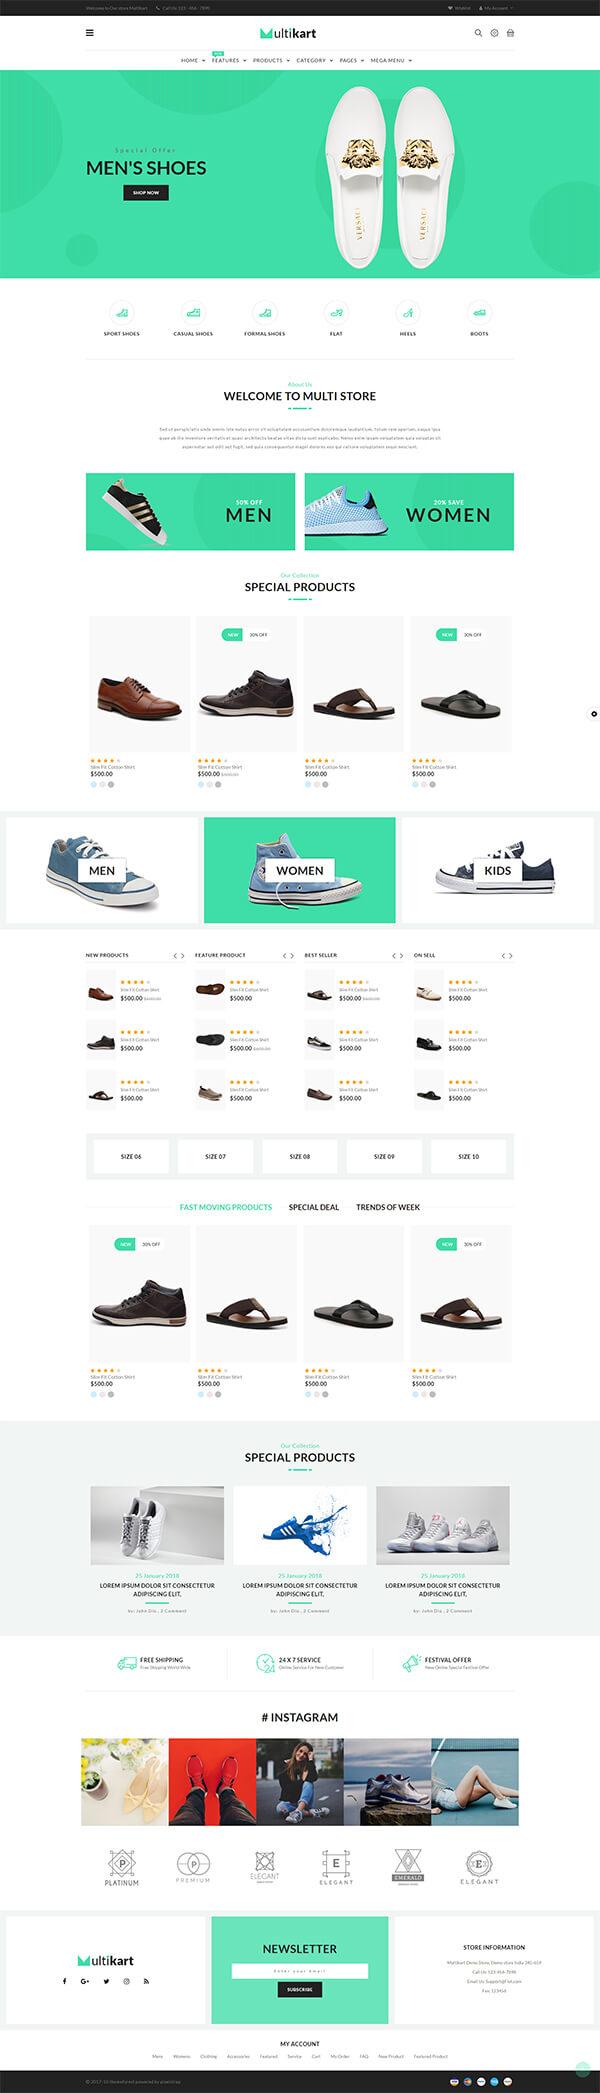 Welcome to Our store Multikart
Call Us: 123 - 456 - 7890
Wishlist
My Account
Multikart
NEW
HOME FEATURES PRODUCTS CATEGORY PAGES MEGA MENU
Special Offer
MEN'S SHOES
SHOP NOW
VERSACE VERSACE
SPORT SHOES CASUAL SHOES FORMAL SHOES FLAT HEELS BOOTS
About Us
WELCOME TO MULTI STORE
Sed ut perspiciatis unde omnis iste natus error sit voluptatem accusantium doloremque laudantium, totam rem aperiam, eaque ipsa
quae ab illo inventore veritatis et quasi architecto beatae vitae dicta sunt explicabo. Nemo enim ipsam voluptatem quia voluptas sit
aspernatur aut odit aut fugit, sed quia consequuntur magni dolores eos qui ratione voluptatem sequi nesciunt.
50% OFF
MEN
20% SAVE
WOMEN
Our Collection
SPECIAL PRODUCTS
NEW 30% OFF
NEW 30% OFF
Slim Fit Cotton Shirt Slim Fit Cotton Shirt Slim Fit Cotton Shirt Slim Fit Cotton Shirt
$500.00 $500.00 $600.00 $500.00 $500.00
MEN
WOMEN
KIDS
NEW PRODUCTS FEATURE PRODUCT BEST SELLER ON SELL
Slim Fit Cotton Shirt Slim Fit Cotton Shirt Slim Fit Cotton Shirt Slim Fit Cotton Shirt
$500.00 $600.00 $500.00 $500.00 $600.00 $500.00
Slim Fit Cotton Shirt Slim Fit Cotton Shirt Slim Fit Cotton Shirt Slim Fit Cotton Shirt
$500.00 $500.00 $600.00 $500.00 $500.00
Slim Fit Cotton Shirt Slim Fit Cotton Shirt Slim Fit Cotton Shirt Slim Fit Cotton Shirt
$500.00 $500.00 $500.00 $500.00
SIZE 06 SIZE 07 SIZE 08 SIZE 09 SIZE 10
FAST MOVING PRODUCTS SPECIAL DEAL TRENDS OF WEEK
NEW 30% OFF
NEW 30% OFF
Slim Fit Cotton Shirt Slim Fit Cotton Shirt Slim Fit Cotton Shirt Slim Fit Cotton Shirt
$500.00 $500.00 $500.00 $500.00
Our Collection
SPECIAL PRODUCTS
23
25 January 2018 25 January 2018 25 January 2018
LOREM IPSUM DOLOR SIT CONSECTETUR
ADIPISCING ELIT,
LOREM IPSUM DOLOR SIT CONSECTETUR
ADIPISCING ELIT,
LOREM IPSUM DOLOR SIT CONSECTETUR
ADIPISCING ELIT,
by: John Dio , 2 Comment by: John Dio , 2 Comment by: John Dio , 2 Comment
FREE SHIPPING
Free Shipping World Wide
24
24 X 7 SERVICE
Online Service For New Customer
FESTIVAL OFFER
New Online Special Festival Offer
# INSTAGRAM
P
PLATINUM
P
PREMIUM
ELEGANT
E
ELEGANT
EMERALD
E
ELEGANT
Multikart
NEWSLETTER
Enter your Email
SUBSCRIBE
STORE INFORMATION
Multikart Demo Store, Demo store India 345-659
Call Us: 123-456-7898
Email Us: Support@Fiot.com
Fax: 123456
MY ACCOUNT
Mens Womens Clothing Accessories Featured Service Cart My Order FAQ New Product Featured Product
© 2017-18 themeforest powered by pixelstrap